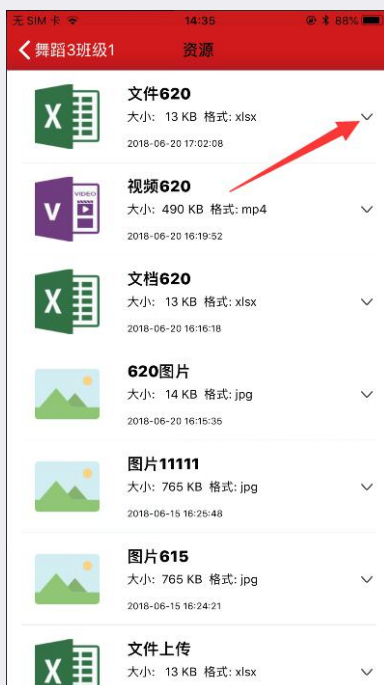 无 SIM 卡 14:35 88%
舞蹈3班级1 资源
文件620
大小: 13 KB 格式: xlsx
2018-06-20 17:02:08
VIDEO
视频620
大小: 490 KB 格式: mp4
2018-06-20 16:19:52
文档620
大小: 13 KB 格式: xlsx
2018-06-20 16:16:18
620图片
大小: 14 KB 格式: jpg
2018-06-20 16:15:35
图片11111
大小: 765 KB 格式: jpg
2018-06-15 16:25:48
图片615
大小: 765 KB 格式: jpg
2018-06-15 16:24:21
文件上传
大小: 13 KB 格式: xlsx